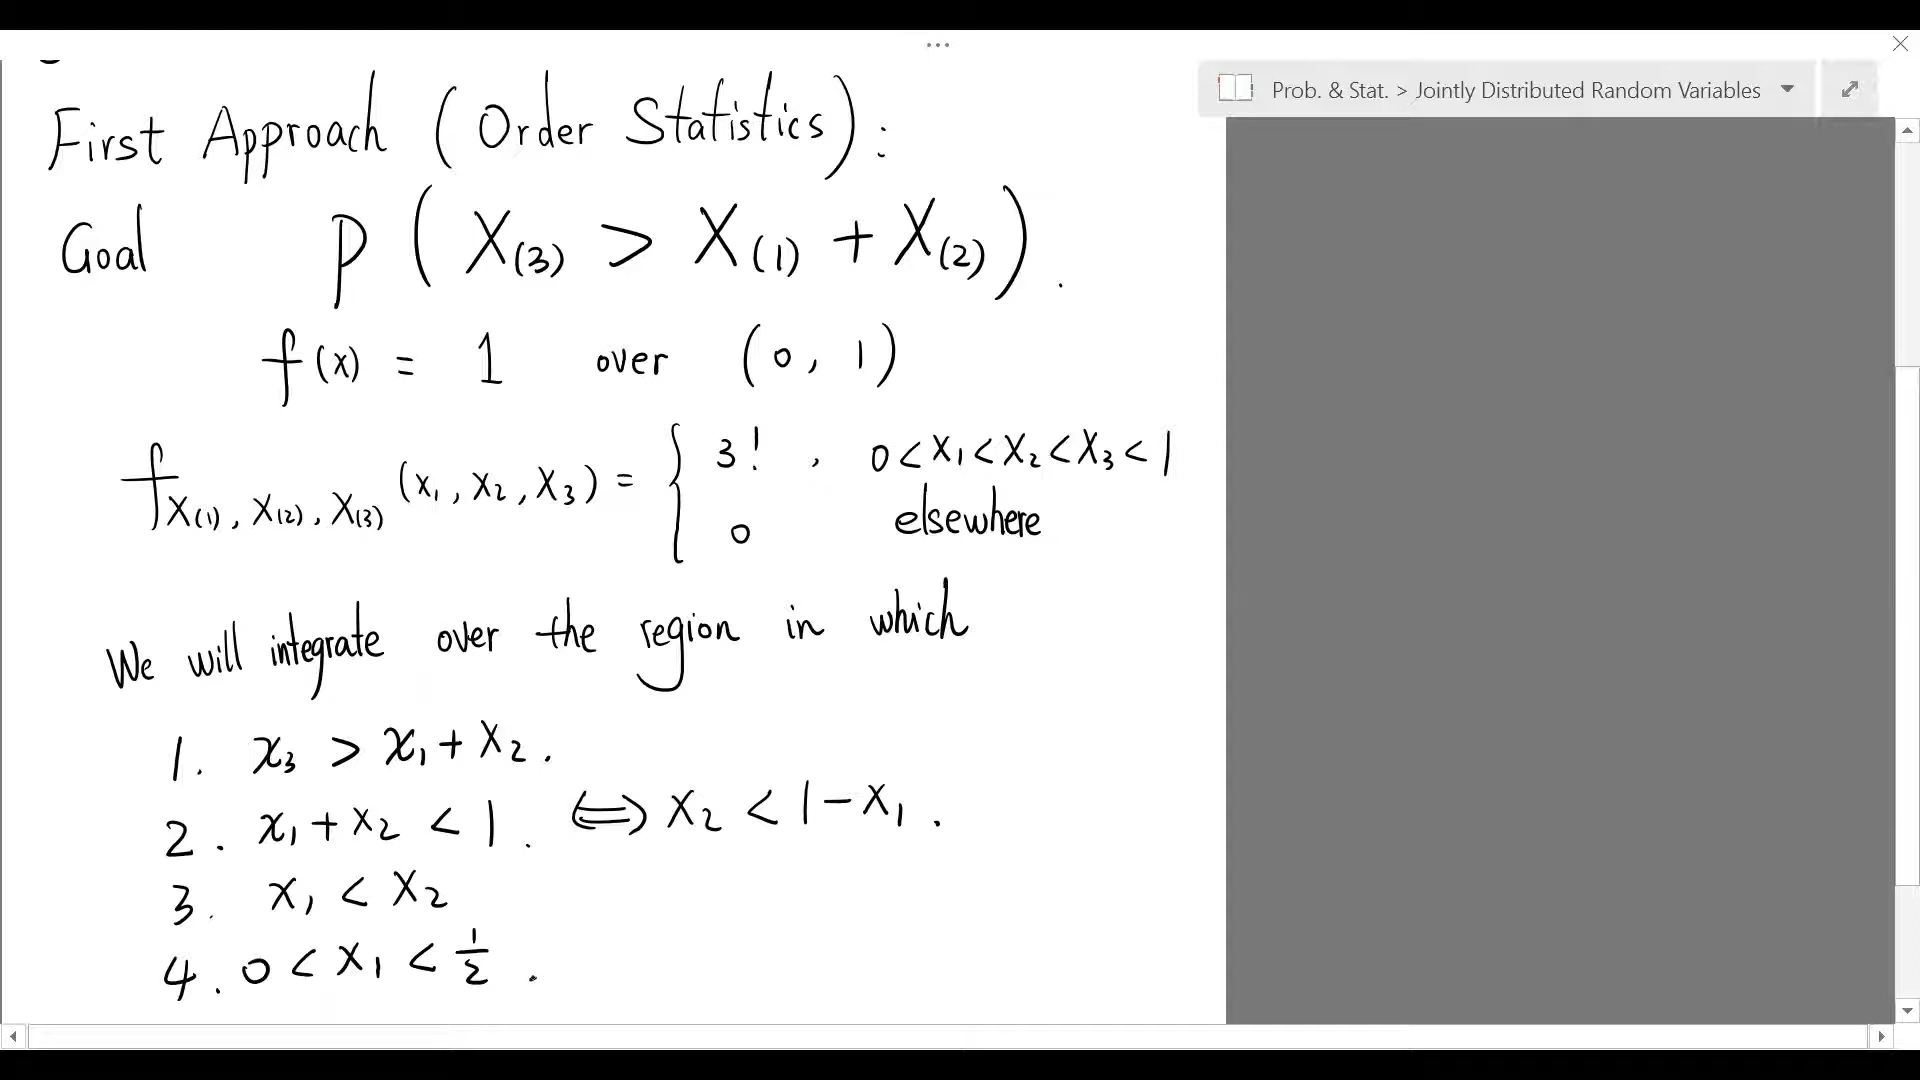 Prob. & Stat. > Jointly Distributed Random Variables
First Approach (Order Statistics):
Goal P(X₍₃₎ > X₍₁₎ + X₍₂₎).
f(x) = 1 over (0, 1)
f_{X₍₁₎, X₍₂₎, X₍₃₎}(x₁, x₂, x₃) = { 3! , 0 < x₁ < x₂ < x₃ < 1
0 elsewhere
We will integrate over the region in which
1. x₃ > x₁ + x₂.
2. x₁ + x₂ < 1. ⟺ x₂ < 1 - x₁.
3. x₁ < x₂
4. 0 < x₁ < 1/2.